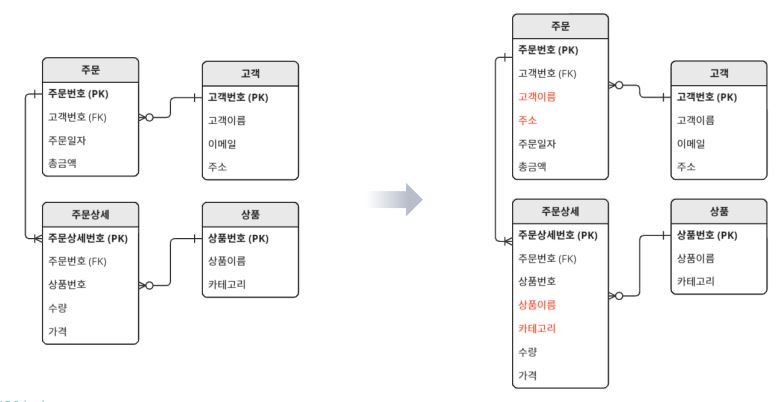 주문
주문번호 (PK)
고객번호 (FK)
주문일자
총금액
고객
고객번호 (PK)
고객이름
이메일
주소
주문상세
주문상세번호 (PK)
주문번호 (FK)
상품번호
수량
가격
상품
상품번호 (PK)
상품이름
카테고리
주문
주문번호 (PK)
고객번호 (FK)
고객이름
주소
주문일자
총금액
고객
고객번호 (PK)
고객이름
이메일
주소
주문상세
주문상세번호 (PK)
주문번호 (FK)
상품번호
상품이름
카테고리
수량
가격
상품
상품번호 (PK)
상품이름
카테고리